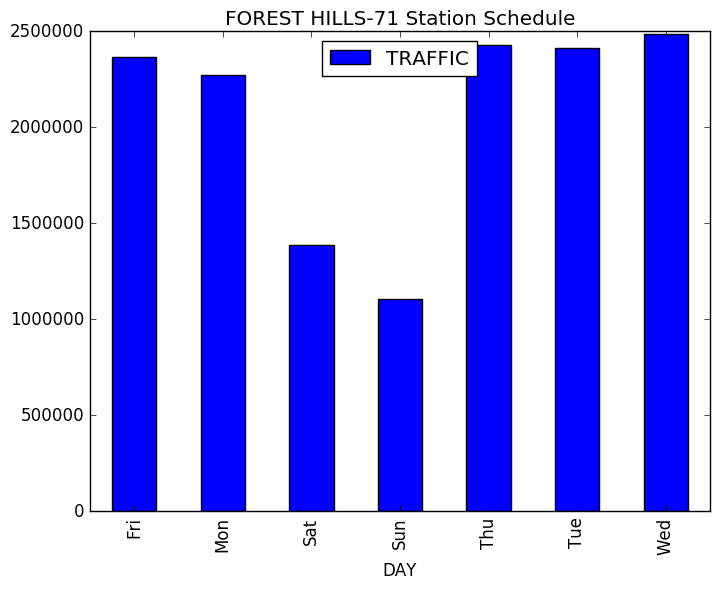 FOREST HILLS-71 Station Schedule
TRAFFIC
2500000
2000000
1500000
1000000
500000
0
Fri
Mon
Sat
Sun
Thu
Tue
Wed
DAY